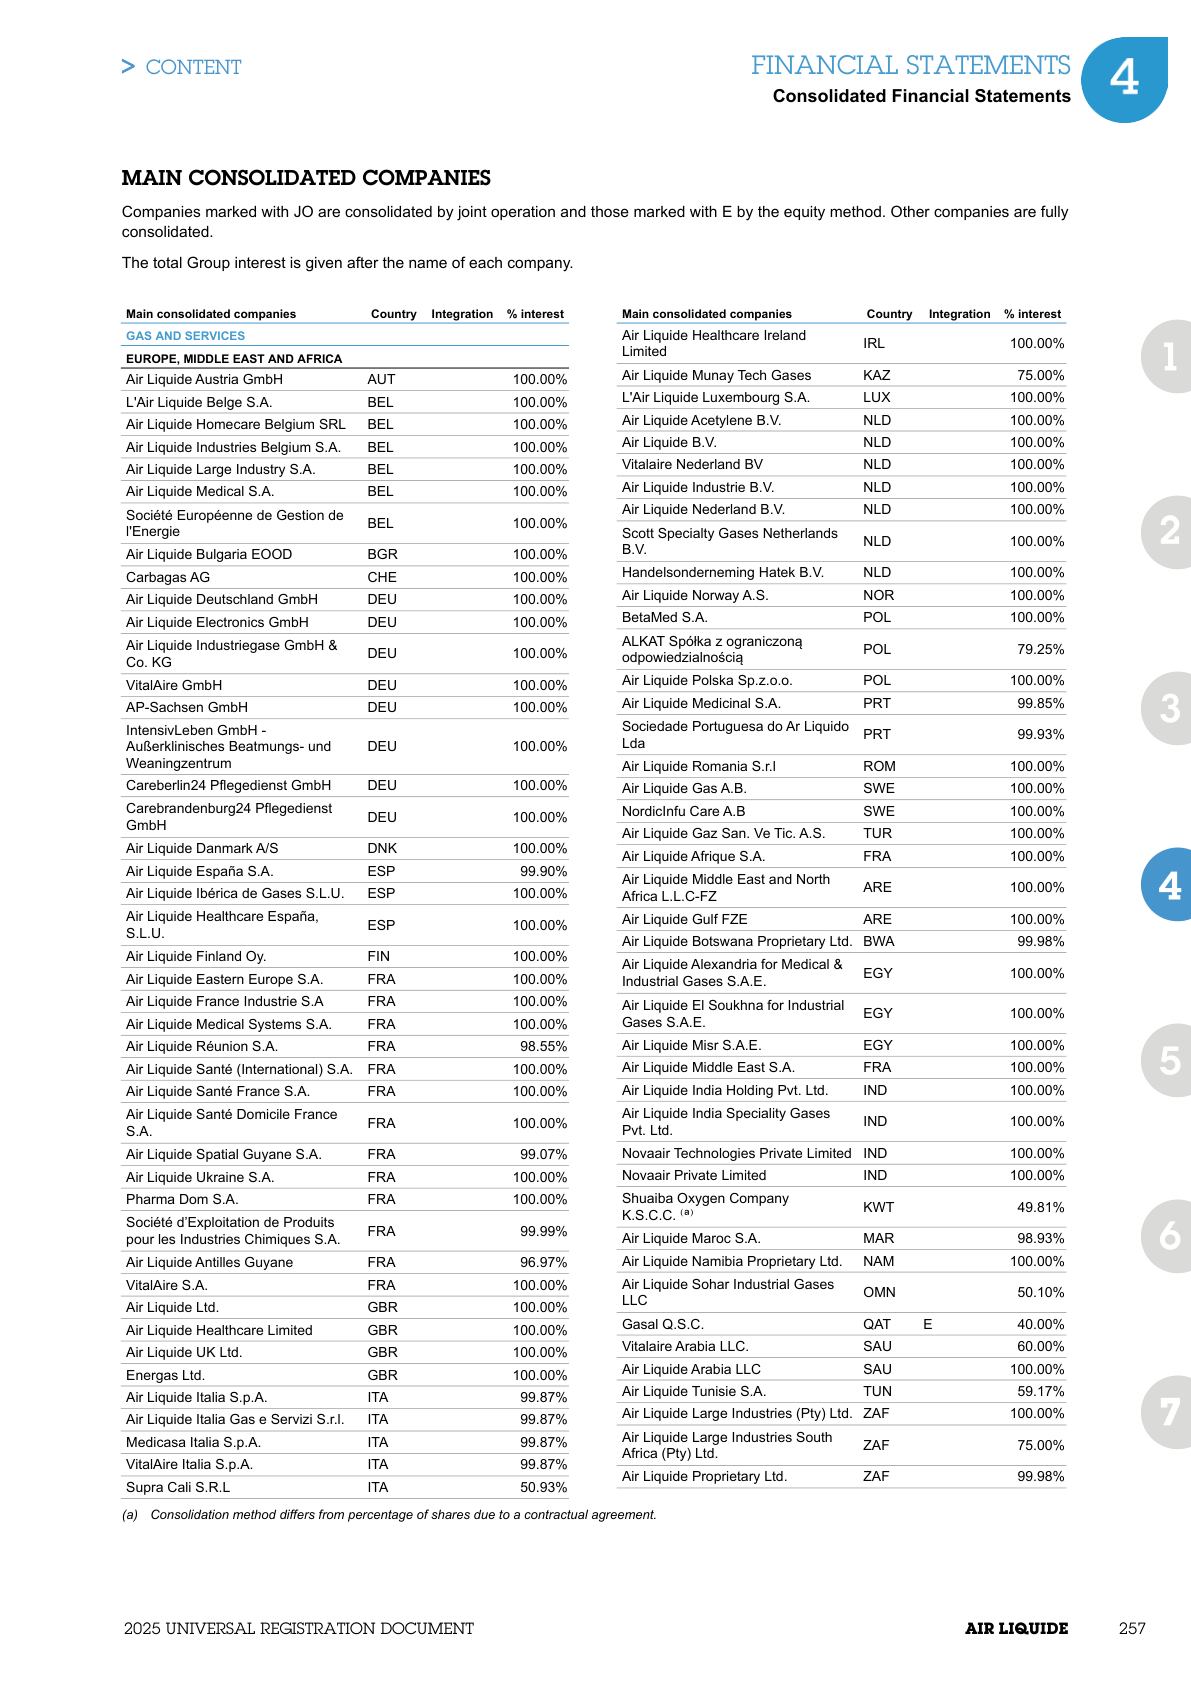 > CONTENT
FINANCIAL STATEMENTS
Consolidated Financial Statements
4
MAIN CONSOLIDATED COMPANIES
Companies marked with JO are consolidated by joint operation and those marked with E by the equity method. Other companies are fully
consolidated.
The total Group interest is given after the name of each company.
Main consolidated companies Country Integration % interest
GAS AND SERVICES
EUROPE, MIDDLE EAST AND AFRICA
Air Liquide Austria GmbH AUT 100.00%
L'Air Liquide Belge S.A. BEL 100.00%
Air Liquide Homecare Belgium SRL BEL 100.00%
Air Liquide Industries Belgium S.A. BEL 100.00%
Air Liquide Large Industry S.A. BEL 100.00%
Air Liquide Medical S.A. BEL 100.00%
Société Européenne de Gestion de
l'Energie BEL 100.00%
Air Liquide Bulgaria EOOD BGR 100.00%
Carbagas AG CHE 100.00%
Air Liquide Deutschland GmbH DEU 100.00%
Air Liquide Electronics GmbH DEU 100.00%
Air Liquide Industriegase GmbH &
Co. KG DEU 100.00%
VitalAire GmbH DEU 100.00%
AP-Sachsen GmbH DEU 100.00%
IntensivLeben GmbH -
Außerklinisches Beatmungs- und DEU 100.00%
Weaningzentrum
Careberlin24 Pflegedienst GmbH DEU 100.00%
Carebrandenburg24 Pflegedienst
GmbH DEU 100.00%
Air Liquide Danmark A/S DNK 100.00%
Air Liquide España S.A. ESP 99.90%
Air Liquide Ibérica de Gases S.L.U. ESP 100.00%
Air Liquide Healthcare España,
S.L.U. ESP 100.00%
Air Liquide Finland Oy. FIN 100.00%
Air Liquide Eastern Europe S.A. FRA 100.00%
Air Liquide France Industrie S.A FRA 100.00%
Air Liquide Medical Systems S.A. FRA 100.00%
Air Liquide Réunion S.A. FRA 98.55%
Air Liquide Santé (International) S.A. FRA 100.00%
Air Liquide Santé France S.A. FRA 100.00%
Air Liquide Santé Domicile France
S.A. FRA 100.00%
Air Liquide Spatial Guyane S.A. FRA 99.07%
Air Liquide Ukraine S.A. FRA 100.00%
Pharma Dom S.A. FRA 100.00%
Société d'Exploitation de Produits
pour les Industries Chimiques S.A. FRA 99.99%
Air Liquide Antilles Guyane FRA 96.97%
VitalAire S.A. FRA 100.00%
Air Liquide Ltd. GBR 100.00%
Air Liquide Healthcare Limited GBR 100.00%
Air Liquide UK Ltd. GBR 100.00%
Energas Ltd. GBR 100.00%
Air Liquide Italia S.p.A. ITA 99.87%
Air Liquide Italia Gas e Servizi S.r.l. ITA 99.87%
Medicasa Italia S.p.A. ITA 99.87%
VitalAire Italia S.p.A. ITA 99.87%
Supra Cali S.R.L ITA 50.93%
Main consolidated companies Country Integration % interest
Air Liquide Healthcare Ireland
Limited IRL 100.00%
Air Liquide Munay Tech Gases KAZ 75.00%
L'Air Liquide Luxembourg S.A. LUX 100.00%
Air Liquide Acetylene B.V. NLD 100.00%
Air Liquide B.V. NLD 100.00%
Vitalaire Nederland BV NLD 100.00%
Air Liquide Industrie B.V. NLD 100.00%
Air Liquide Nederland B.V. NLD 100.00%
Scott Specialty Gases Netherlands
B.V. NLD 100.00%
Handelsonderneming Hatek B.V. NLD 100.00%
Air Liquide Norway A.S. NOR 100.00%
BetaMed S.A. POL 100.00%
ALKAT Spółka z ograniczoną
odpowiedzialnością POL 79.25%
Air Liquide Polska Sp.z.o.o. POL 100.00%
Air Liquide Medicinal S.A. PRT 99.85%
Sociedade Portuguesa do Ar Liquido
Lda PRT 99.93%
Air Liquide Romania S.r.l ROM 100.00%
Air Liquide Gas A.B. SWE 100.00%
NordicInfu Care A.B SWE 100.00%
Air Liquide Gaz San. Ve Tic. A.S. TUR 100.00%
Air Liquide Afrique S.A. FRA 100.00%
Air Liquide Middle East and North
Africa L.L.C-FZ ARE 100.00%
Air Liquide Gulf FZE ARE 100.00%
Air Liquide Botswana Proprietary Ltd. BWA 99.98%
Air Liquide Alexandria for Medical &
Industrial Gases S.A.E. EGY 100.00%
Air Liquide El Soukhna for Industrial
Gases S.A.E. EGY 100.00%
Air Liquide Misr S.A.E. EGY 100.00%
Air Liquide Middle East S.A. FRA 100.00%
Air Liquide India Holding Pvt. Ltd. IND 100.00%
Air Liquide India Speciality Gases
Pvt. Ltd. IND 100.00%
Novaair Technologies Private Limited IND 100.00%
Novaair Private Limited IND 100.00%
Shuaiba Oxygen Company
K.S.C.C. (a) KWT 49.81%
Air Liquide Maroc S.A. MAR 98.93%
Air Liquide Namibia Proprietary Ltd. NAM 100.00%
Air Liquide Sohar Industrial Gases
LLC OMN 50.10%
Gasal Q.S.C. QAT E 40.00%
Vitalaire Arabia LLC. SAU 60.00%
Air Liquide Arabia LLC SAU 100.00%
Air Liquide Tunisie S.A. TUN 59.17%
Air Liquide Large Industries (Pty) Ltd. ZAF 100.00%
Air Liquide Large Industries South
Africa (Pty) Ltd. ZAF 75.00%
Air Liquide Proprietary Ltd. ZAF 99.98%
(a) Consolidation method differs from percentage of shares due to a contractual agreement.
1
2
3
4
5
6
7
2025 UNIVERSAL REGISTRATION DOCUMENT
AIR LIQUIDE 257